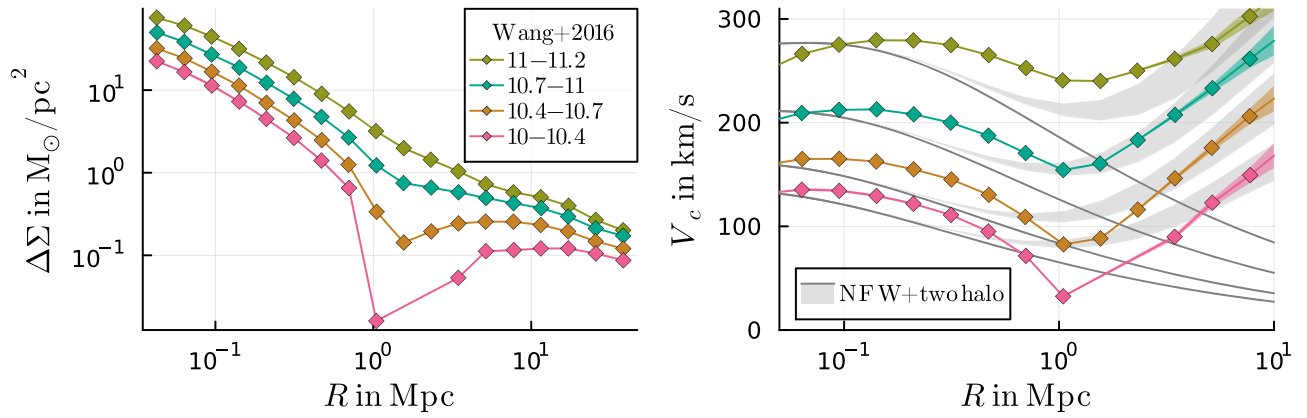 Wang+2016
11−11.2
10.7−11
10.4−10.7
10−10.4
ΔΣ in M⊙/pc²
10¹
10⁰
10⁻¹
10⁻¹ 10⁰ 10¹
R in Mpc
V_c in km/s
300
200
100
0
NFW+two halo
10⁻¹ 10⁰ 10¹
R in Mpc